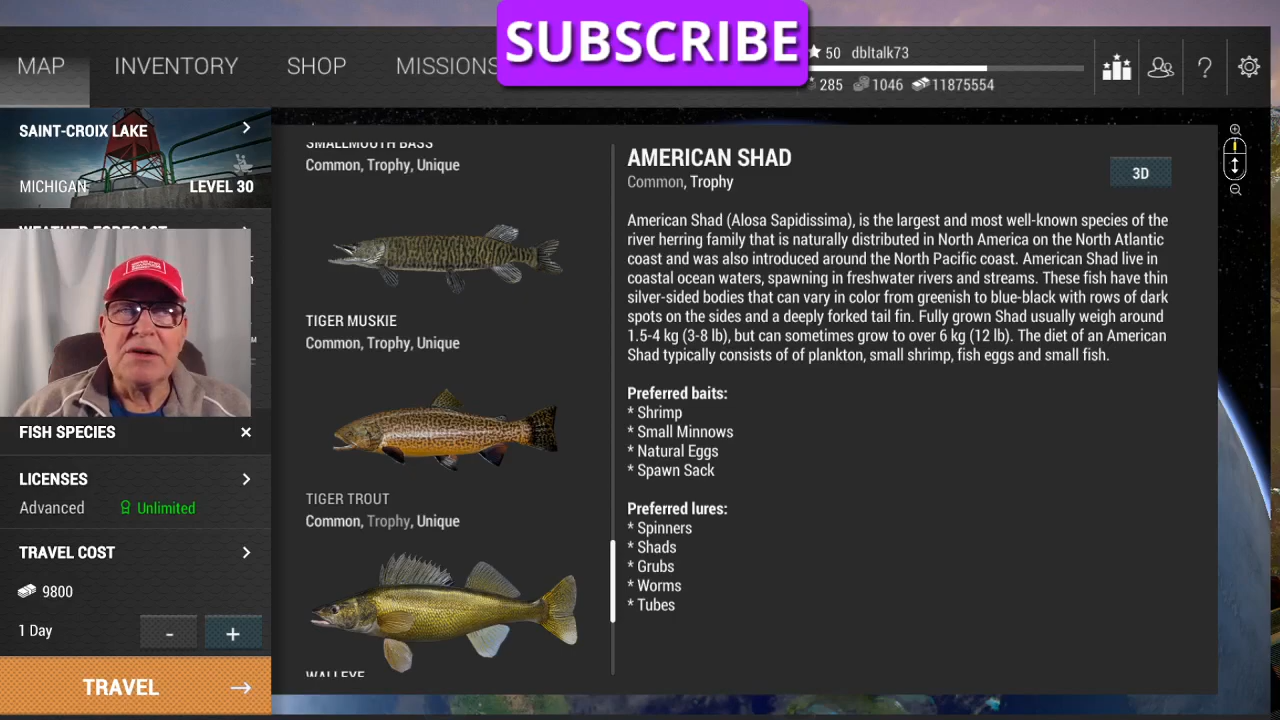 SUBSCRIBE
MAP
INVENTORY
SHOP
MISSIONS
50 dbltalk73
285 1046 11875554
SAINT-CROIX LAKE
MICHIGAN
LEVEL 30
WEATHER FORECAST
FISH SPECIES
LICENSES
Advanced Unlimited
TRAVEL COST
9800
1 Day
- +
TRAVEL
SMALLMOUTH BASS
Common, Trophy, Unique
TIGER MUSKIE
Common, Trophy, Unique
TIGER TROUT
Common, Trophy, Unique
WALLEYE
AMERICAN SHAD
Common, Trophy
3D
American Shad (Alosa Sapidissima), is the largest and most well-known species of the
river herring family that is naturally distributed in North America on the North Atlantic
coast and was also introduced around the North Pacific coast. American Shad live in
coastal ocean waters, spawning in freshwater rivers and streams. These fish have thin
silver-sided bodies that can vary in color from greenish to blue-black with rows of dark
spots on the sides and a deeply forked tail fin. Fully grown Shad usually weigh around
1.5-4 kg (3-8 lb), but can sometimes grow to over 6 kg (12 lb). The diet of an American
Shad typically consists of of plankton, small shrimp, fish eggs and small fish.
Preferred baits:
* Shrimp
* Small Minnows
* Natural Eggs
* Spawn Sack
Preferred lures:
* Spinners
* Shads
* Grubs
* Worms
* Tubes